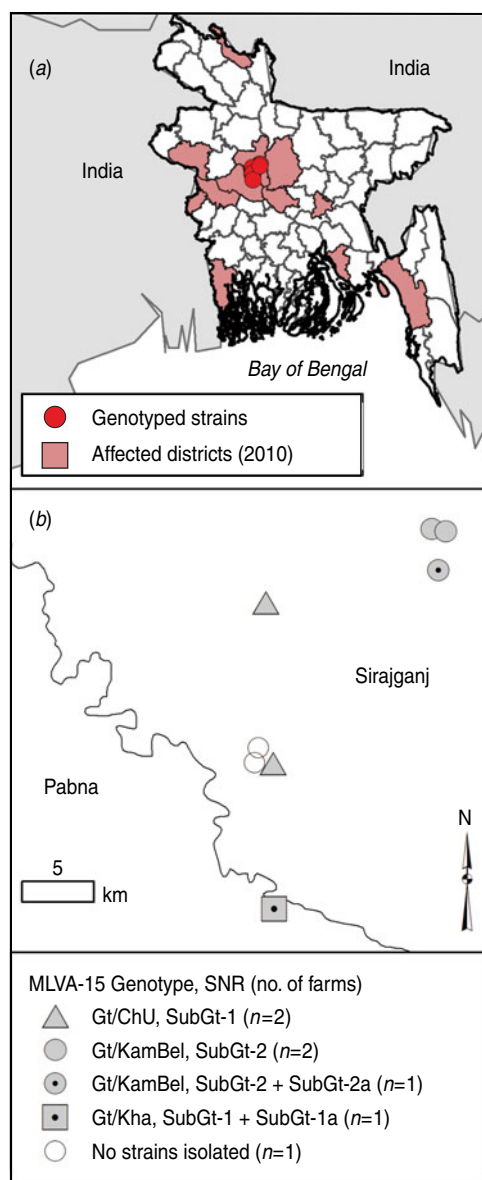 (a)
India
India
Bay of Bengal
Genotyped strains
Affected districts (2010)
(b)
Sirajganj
Pabna
N
5
km
MLVA-15 Genotype, SNR (no. of farms)
Gt/ChU, SubGt-1 (n=2)
Gt/KamBel, SubGt-2 (n=2)
Gt/KamBel, SubGt-2 + SubGt-2a (n=1)
Gt/Kha, SubGt-1 + SubGt-1a (n=1)
No strains isolated (n=1)